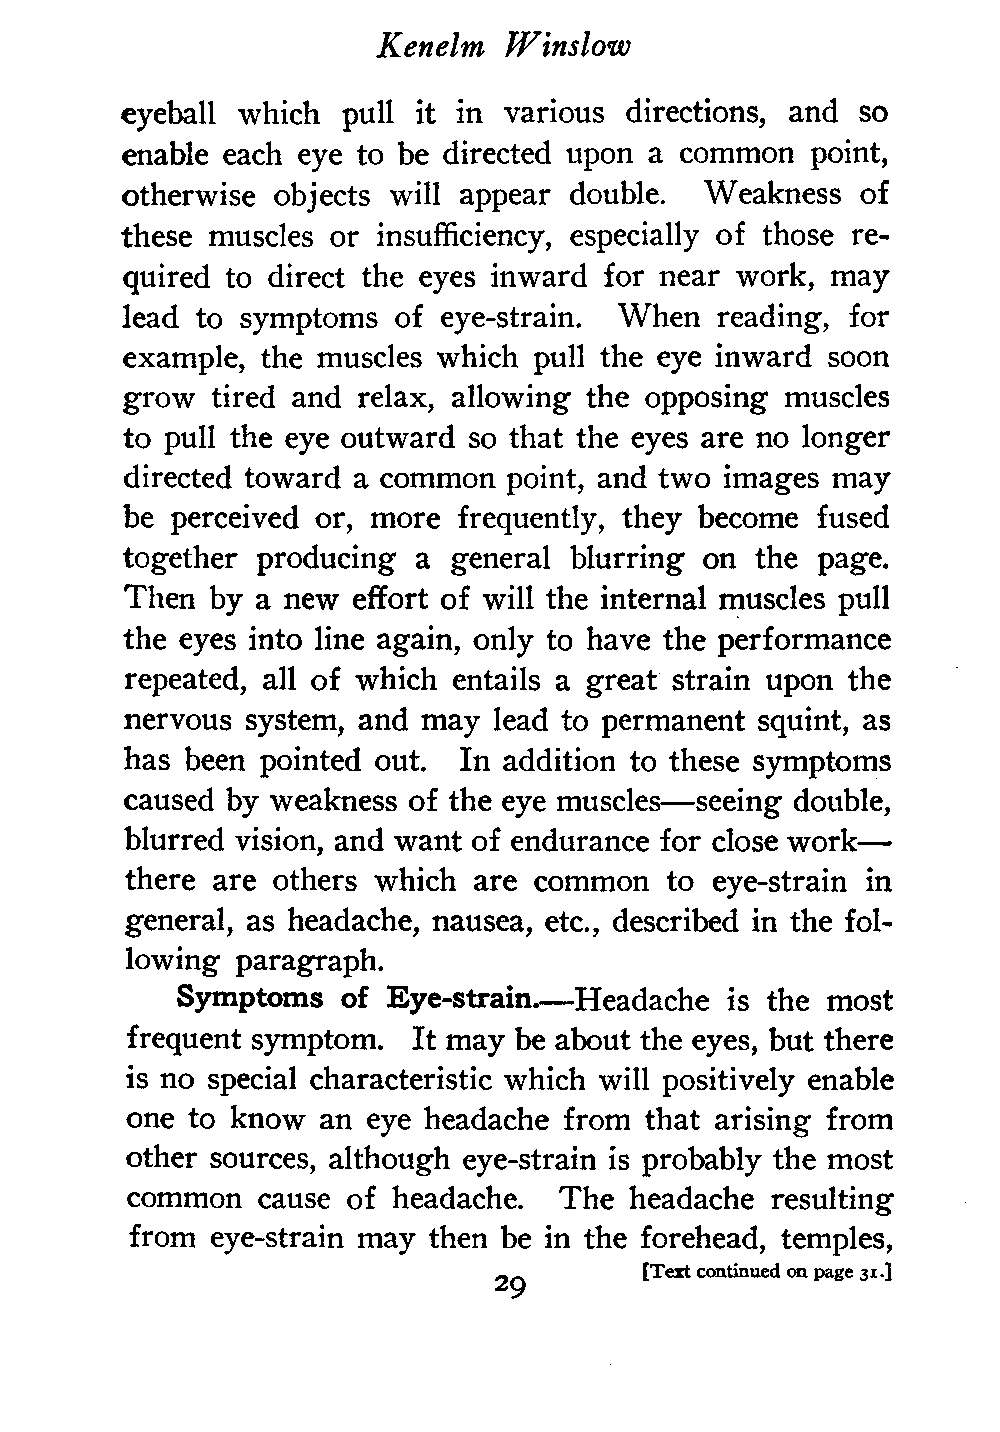 Kenelm Winslow
eyeball which pull it in various directions, and so
enable each eye to be directed upon a common point,
otherwise objects will appear double. Weakness of
these muscles or insufficiency, especially of those re-
quired to direct the eyes inward for near work, may
lead to symptoms of eye-strain. When reading, for
example, the muscles which pull the eye inward soon
grow tired and relax, allowing the opposing muscles
to pull the eye outward so that the eyes are no longer
directed toward a common point, and two images may
be perceived or, more frequently, they become fused
together producing a general blurring on the page.
Then by a new effort of will the internal muscles pull
the eyes into line again, only to have the performance
repeated, all of which entails a great strain upon the
nervous system, and may lead to permanent squint, as
has been pointed out. In addition to these symptoms
caused by weakness of the eye muscles—seeing double,
blurred vision, and want of endurance for close work—
there are others which are common to eye-strain in
general, as headache, nausea, etc., described in the fol-
lowing paragraph.
Symptoms of Eye-strain.—Headache is the most
frequent symptom. It may be about the eyes, but there
is no special characteristic which will positively enable
one to know an eye headache from that arising from
other sources, although eye-strain is probably the most
common cause of headache. The headache resulting
from eye-strain may then be in the forehead, temples,
29 [Text continued on page 31.]